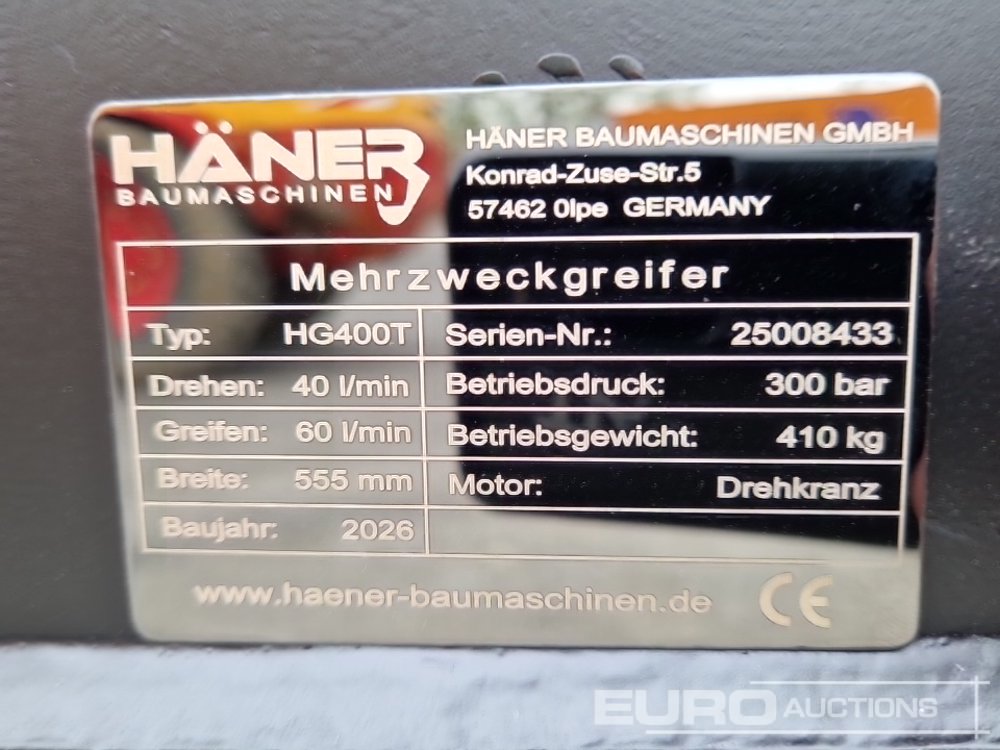 HÄNER
BAUMASCHINEN
HÄNER BAUMASCHINEN GMBH
Konrad-Zuse-Str.5
57462 Olpe GERMANY
Mehrzweckgreifer
Typ: HG400T Serien-Nr.: 25008433
Drehen: 40 l/min Betriebsdruck: 300 bar
Greifen: 60 l/min Betriebsgewicht: 410 kg
Breite: 555 mm Motor: Drehkranz
Baujahr: 2026
www.haener-baumaschinen.de CE
EURO AUCTIONS